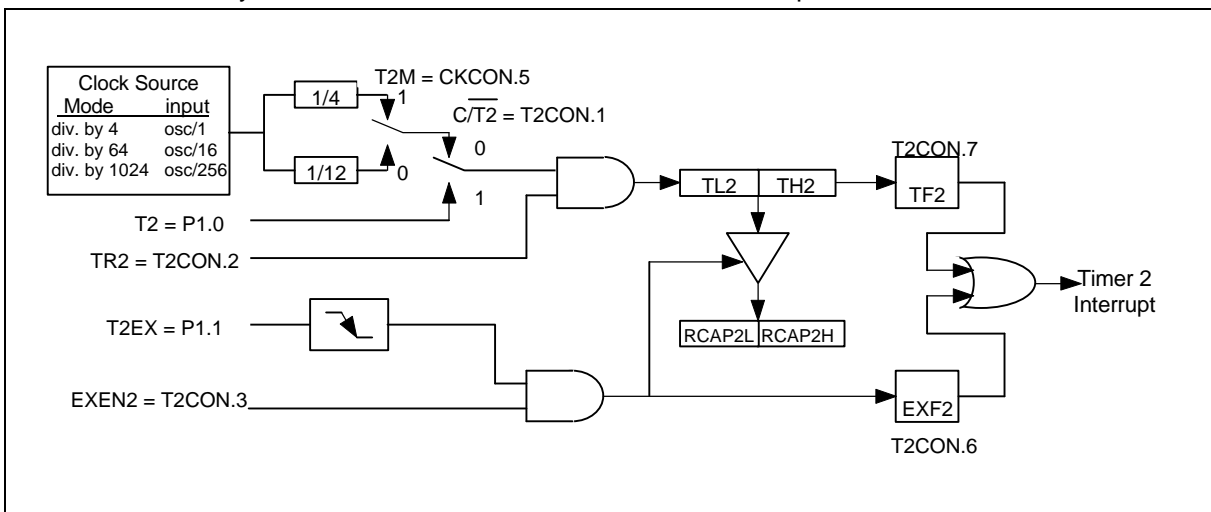 Clock Source
Mode input
div. by 4 osc/1
div. by 64 osc/16
div. by 1024 osc/256
1/4
1/12
T2M = CKCON.5
1
0
C/T2 = T2CON.1
0
1
T2 = P1.0
TR2 = T2CON.2
T2EX = P1.1
EXEN2 = T2CON.3
TL2 TH2
RCAP2L RCAP2H
T2CON.7
TF2
EXF2
T2CON.6
Timer 2
Interrupt